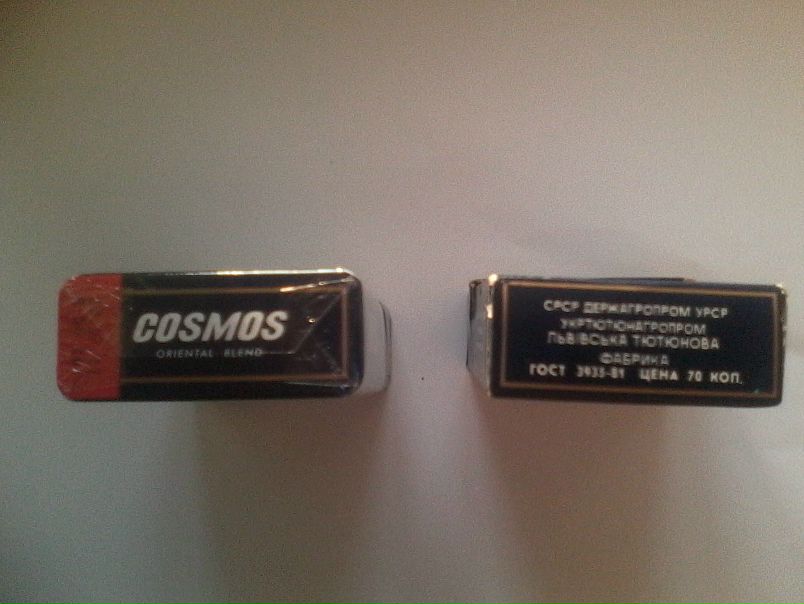 COSMOS
ORIENTAL BLEND
СРСР ДЕРЖАГРОПРОМ УРСР
УКРТЮТЮНАГРОПРОМ
ЛЬВІВСЬКА ТЮТЮНОВА
ФАБРИКА
ГОСТ 3935-81 ЦЕНА 70 КОП.